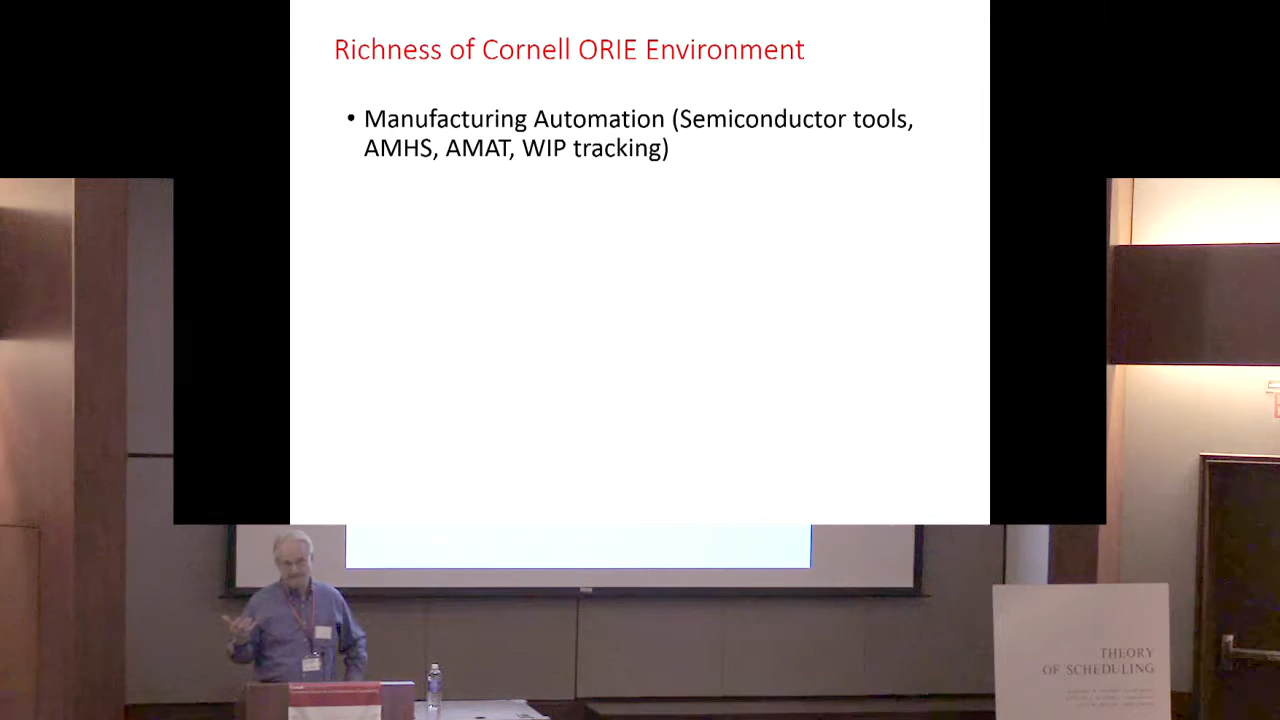 Richness of Cornell ORIE Environment
• Manufacturing Automation (Semiconductor tools,
AMHS, AMAT, WIP tracking)
THEORY
OF SCHEDULING